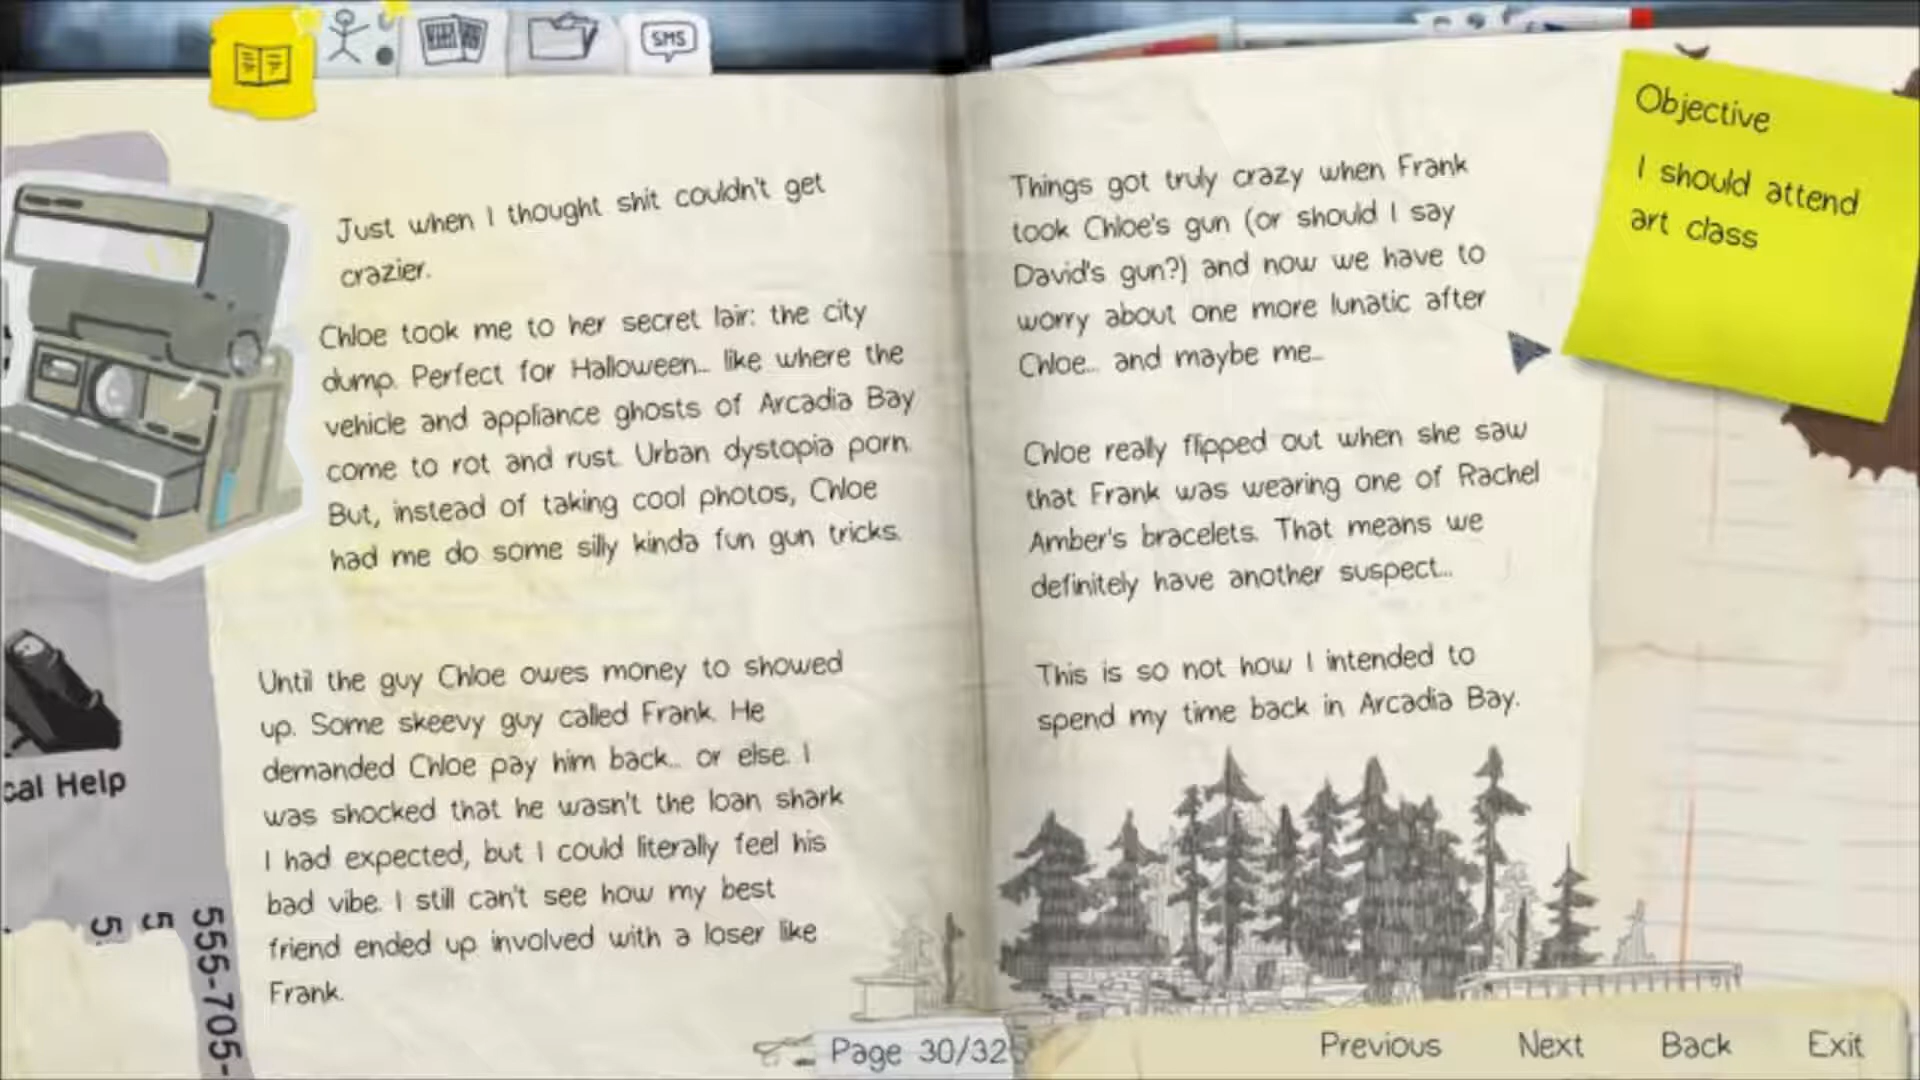 SMS
Just when I thought shit couldn't get
crazier.
Chloe took me to her secret lair: the city
dump. Perfect for Halloween... like where the
vehicle and appliance ghosts of Arcadia Bay
come to rot and rust. Urban dystopia porn.
But, instead of taking cool photos, Chloe
had me do some silly kinda fun gun tricks.
Until the guy Chloe owes money to showed
up. Some skeevy guy called Frank. He
demanded Chloe pay him back... or else. I
was shocked that he wasn't the loan shark
I had expected, but I could literally feel his
bad vibe. I still can't see how my best
friend ended up involved with a loser like
Frank.
cal Help
5
5
555-705-
Things got truly crazy when Frank
took Chloe's gun (or should I say
David's gun?) and now we have to
worry about one more lunatic after
Chloe... and maybe me...
Chloe really flipped out when she saw
that Frank was wearing one of Rachel
Amber's bracelets. That means we
definitely have another suspect...
This is so not how I intended to
spend my time back in Arcadia Bay.
Objective
I should attend
art class
Page 30/32
Previous Next Back Exit